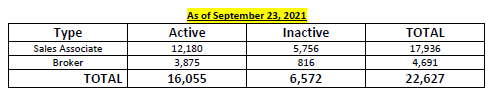 As of September 23, 2021
Type Active Inactive TOTAL
Sales Associate 12,180 5,756 17,936
Broker 3,875 816 4,691
TOTAL 16,055 6,572 22,627